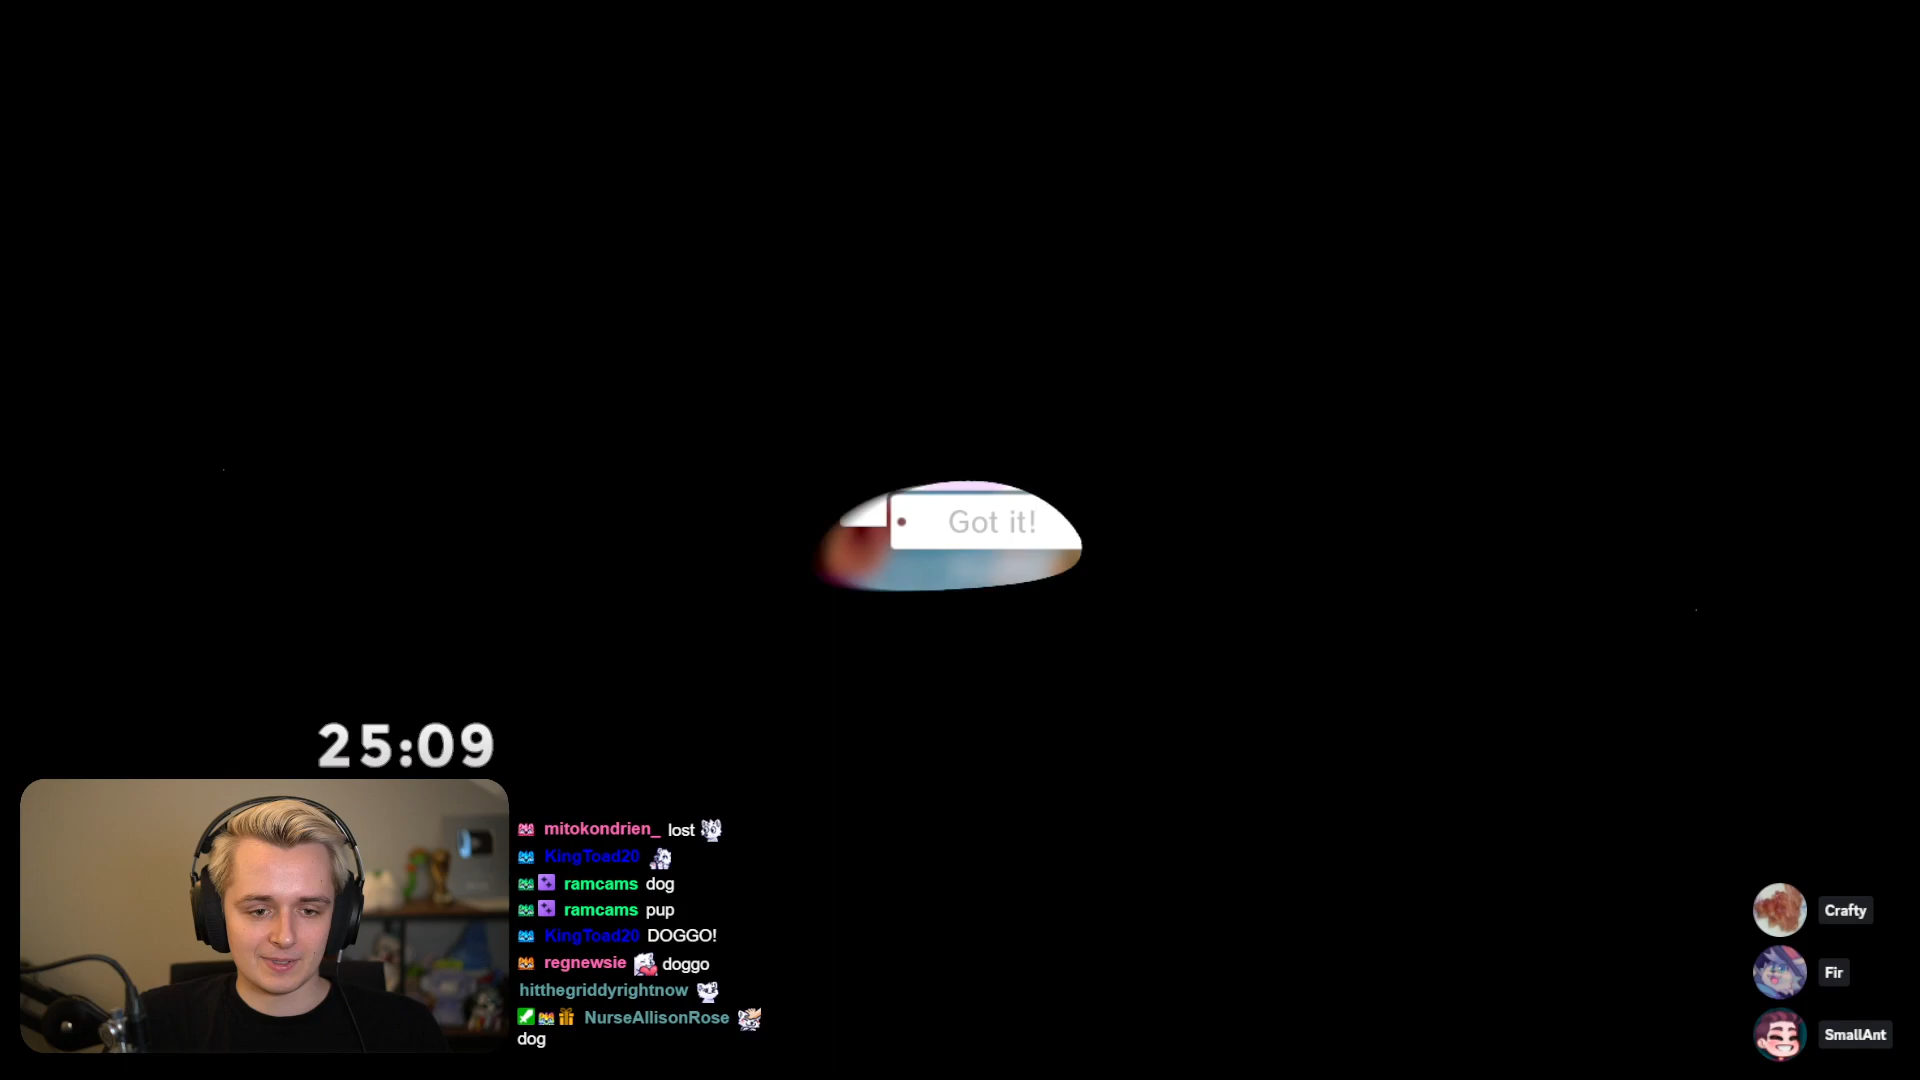 Got it!
25:09
mitokondrien_ lost
KingToad20
ramcams dog
ramcams pup
KingToad20 DOGGO!
regnewsie doggo
hitthegriddyrightnow
NurseAllisonRose
dog
Crafty
Fir
SmallAnt